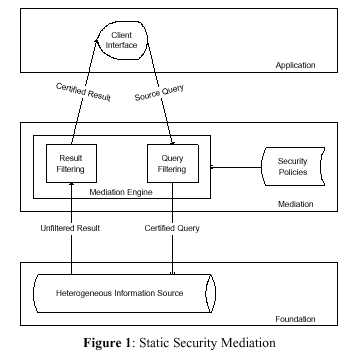 Client
Interface
Application
Certified Result
Source Query
Result
Filtering
Query
Filtering
Security
Policies
Mediation Engine
Mediation
Unfiltered Result
Certified Query
Heterogeneous Information Source
Foundation
Figure 1: Static Security Mediation